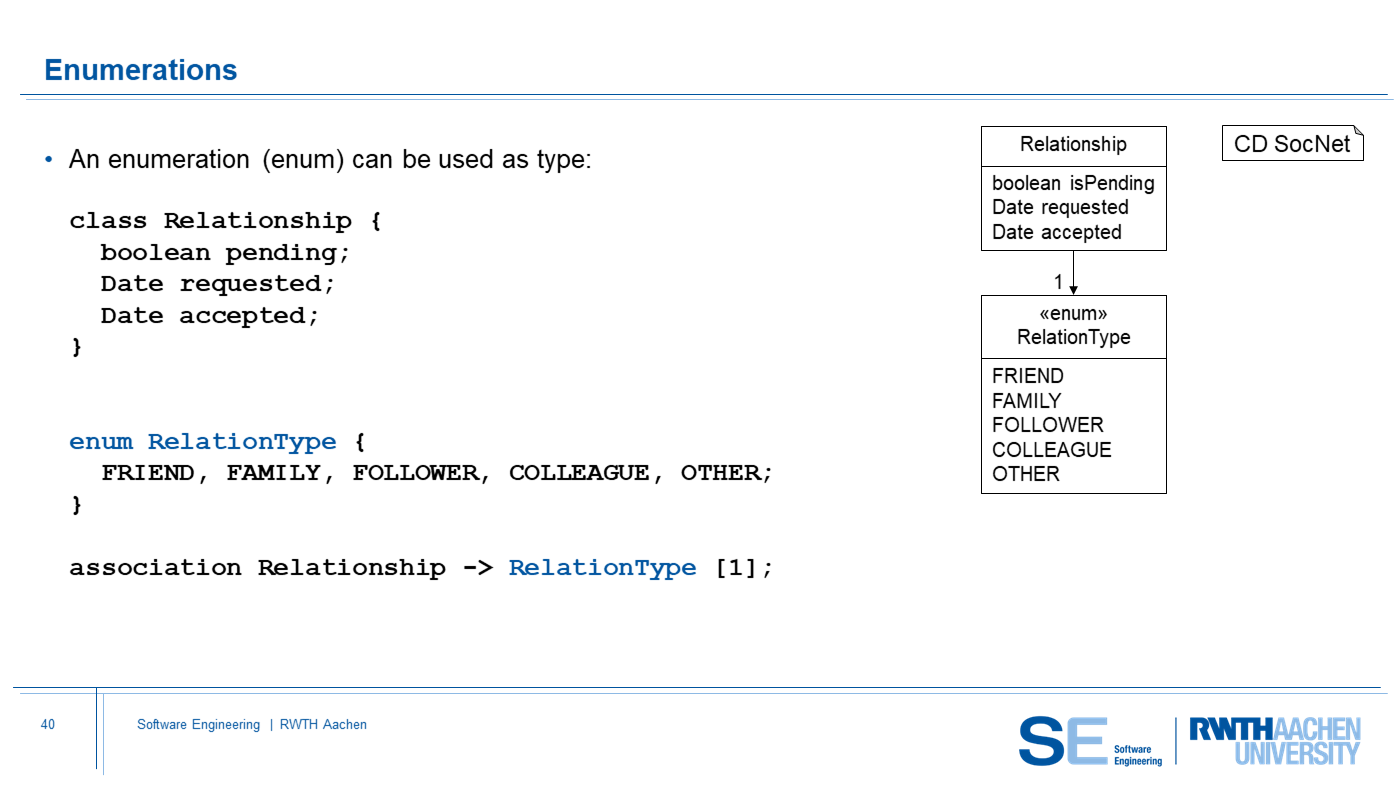 Enumerations
• An enumeration (enum) can be used as type:
class Relationship {
boolean pending;
Date requested;
Date accepted;
}
enum RelationType {
FRIEND, FAMILY, FOLLOWER, COLLEAGUE, OTHER;
}
association Relationship -> RelationType [1];
Relationship
boolean isPending
Date requested
Date accepted
1
«enum»
RelationType
FRIEND
FAMILY
FOLLOWER
COLLEAGUE
OTHER
CD SocNet
40
Software Engineering | RWTH Aachen
SE Software
Engineering
RWTHAACHEN
UNIVERSITY